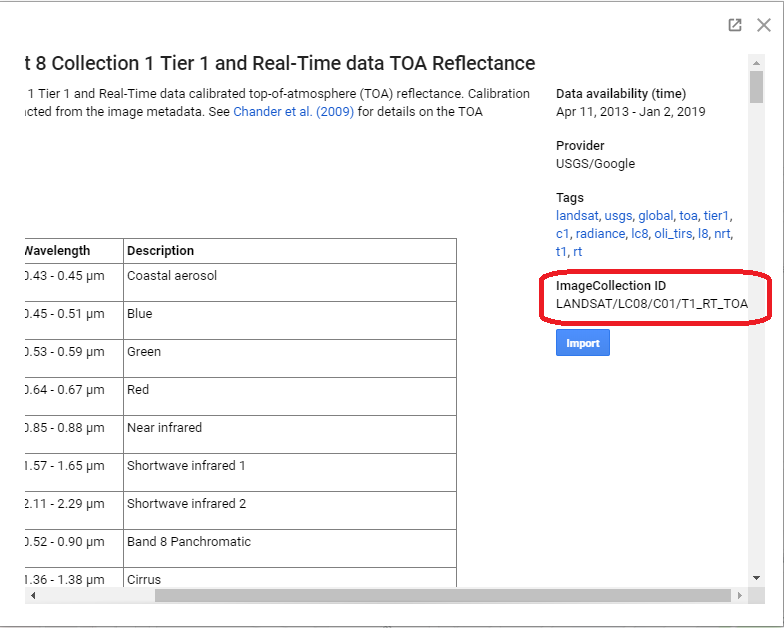 t 8 Collection 1 Tier 1 and Real-Time data TOA Reflectance
1 Tier 1 and Real-Time data calibrated top-of-atmosphere (TOA) reflectance. Calibration
acted from the image metadata. See Chander et al. (2009) for details on the TOA
Wavelength Description
0.43 - 0.45 μm Coastal aerosol
0.45 - 0.51 μm Blue
0.53 - 0.59 μm Green
0.64 - 0.67 μm Red
0.85 - 0.88 μm Near infrared
1.57 - 1.65 μm Shortwave infrared 1
2.11 - 2.29 μm Shortwave infrared 2
0.52 - 0.90 μm Band 8 Panchromatic
1.36 - 1.38 μm Cirrus
Data availability (time)
Apr 11, 2013 - Jan 2, 2019
Provider
USGS/Google
Tags
landsat, usgs, global, toa, tier1,
c1, radiance, lc8, oli_tirs, l8, nrt,
t1, rt
ImageCollection ID
LANDSAT/LC08/C01/T1_RT_TOA
Import